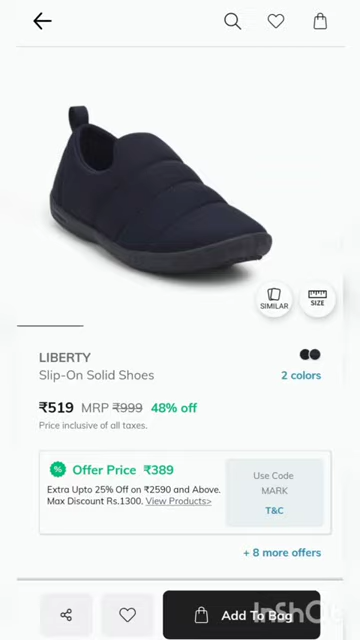 SIMILAR
SIZE
LIBERTY
Slip-On Solid Shoes
2 colors
₹519 MRP ₹999 48% off
Price inclusive of all taxes.
% Offer Price ₹389
Extra Upto 25% Off on ₹2590 and Above.
Max Discount Rs.1300. View Products>
Use Code
MARK
T&C
+ 8 more offers
Add To Bag
InShOt